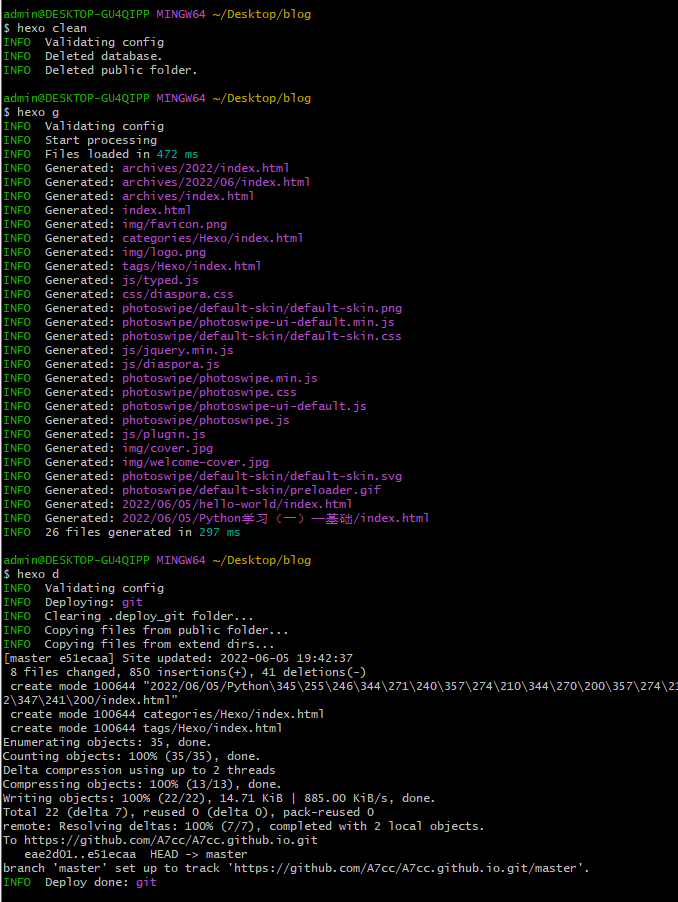 admin@DESKTOP-GU4QIPP MINGW64 ~/Desktop/blog
$ hexo clean
INFO  Validating config
INFO  Deleted database.
INFO  Deleted public folder.
admin@DESKTOP-GU4QIPP MINGW64 ~/Desktop/blog
$ hexo g
INFO  Validating config
INFO  Start processing
INFO  Files loaded in 472 ms
INFO  Generated: archives/2022/index.html
INFO  Generated: archives/2022/06/index.html
INFO  Generated: archives/index.html
INFO  Generated: index.html
INFO  Generated: img/favicon.png
INFO  Generated: categories/Hexo/index.html
INFO  Generated: img/logo.png
INFO  Generated: tags/Hexo/index.html
INFO  Generated: js/typed.js
INFO  Generated: css/diaspora.css
INFO  Generated: photoswipe/default-skin/default-skin.png
INFO  Generated: photoswipe/photoswipe-ui-default.min.js
INFO  Generated: photoswipe/default-skin/default-skin.css
INFO  Generated: js/jquery.min.js
INFO  Generated: js/diaspora.js
INFO  Generated: photoswipe/photoswipe.min.js
INFO  Generated: photoswipe/photoswipe.css
INFO  Generated: photoswipe/photoswipe-ui-default.js
INFO  Generated: photoswipe/photoswipe.js
INFO  Generated: js/plugin.js
INFO  Generated: img/cover.jpg
INFO  Generated: img/welcome-cover.jpg
INFO  Generated: photoswipe/default-skin/default-skin.svg
INFO  Generated: photoswipe/default-skin/preloader.gif
INFO  Generated: 2022/06/05/hello-world/index.html
INFO  Generated: 2022/06/05/Python学习（一）——基础/index.html
INFO  26 files generated in 297 ms
admin@DESKTOP-GU4QIPP MINGW64 ~/Desktop/blog
$ hexo d
INFO  Validating config
INFO  Deploying: git
INFO  Clearing .deploy_git folder...
INFO  Copying files from public folder...
INFO  Copying files from extend dirs...
[master e51ecaa] Site updated: 2022-06-05 19:42:37
 8 files changed, 850 insertions(+), 41 deletions(-)
 create mode 100644 "2022/06/05/Python\345\255\246\344\271\240\357\274\210\344\270\200\357\274\21
2\347\241\200/index.html"
 create mode 100644 categories/Hexo/index.html
 create mode 100644 tags/Hexo/index.html
Enumerating objects: 35, done.
Counting objects: 100% (35/35), done.
Delta compression using up to 2 threads
Compressing objects: 100% (13/13), done.
Writing objects: 100% (22/22), 14.71 KiB | 885.00 KiB/s, done.
Total 22 (delta 7), reused 0 (delta 0), pack-reused 0
remote: Resolving deltas: 100% (7/7), completed with 2 local objects.
To https://github.com/A7cc/A7cc.github.io.git
   eae2d01..e51ecaa  HEAD -> master
branch 'master' set up to track 'https://github.com/A7cc/A7cc.github.io.git/master'.
INFO  Deploy done: git